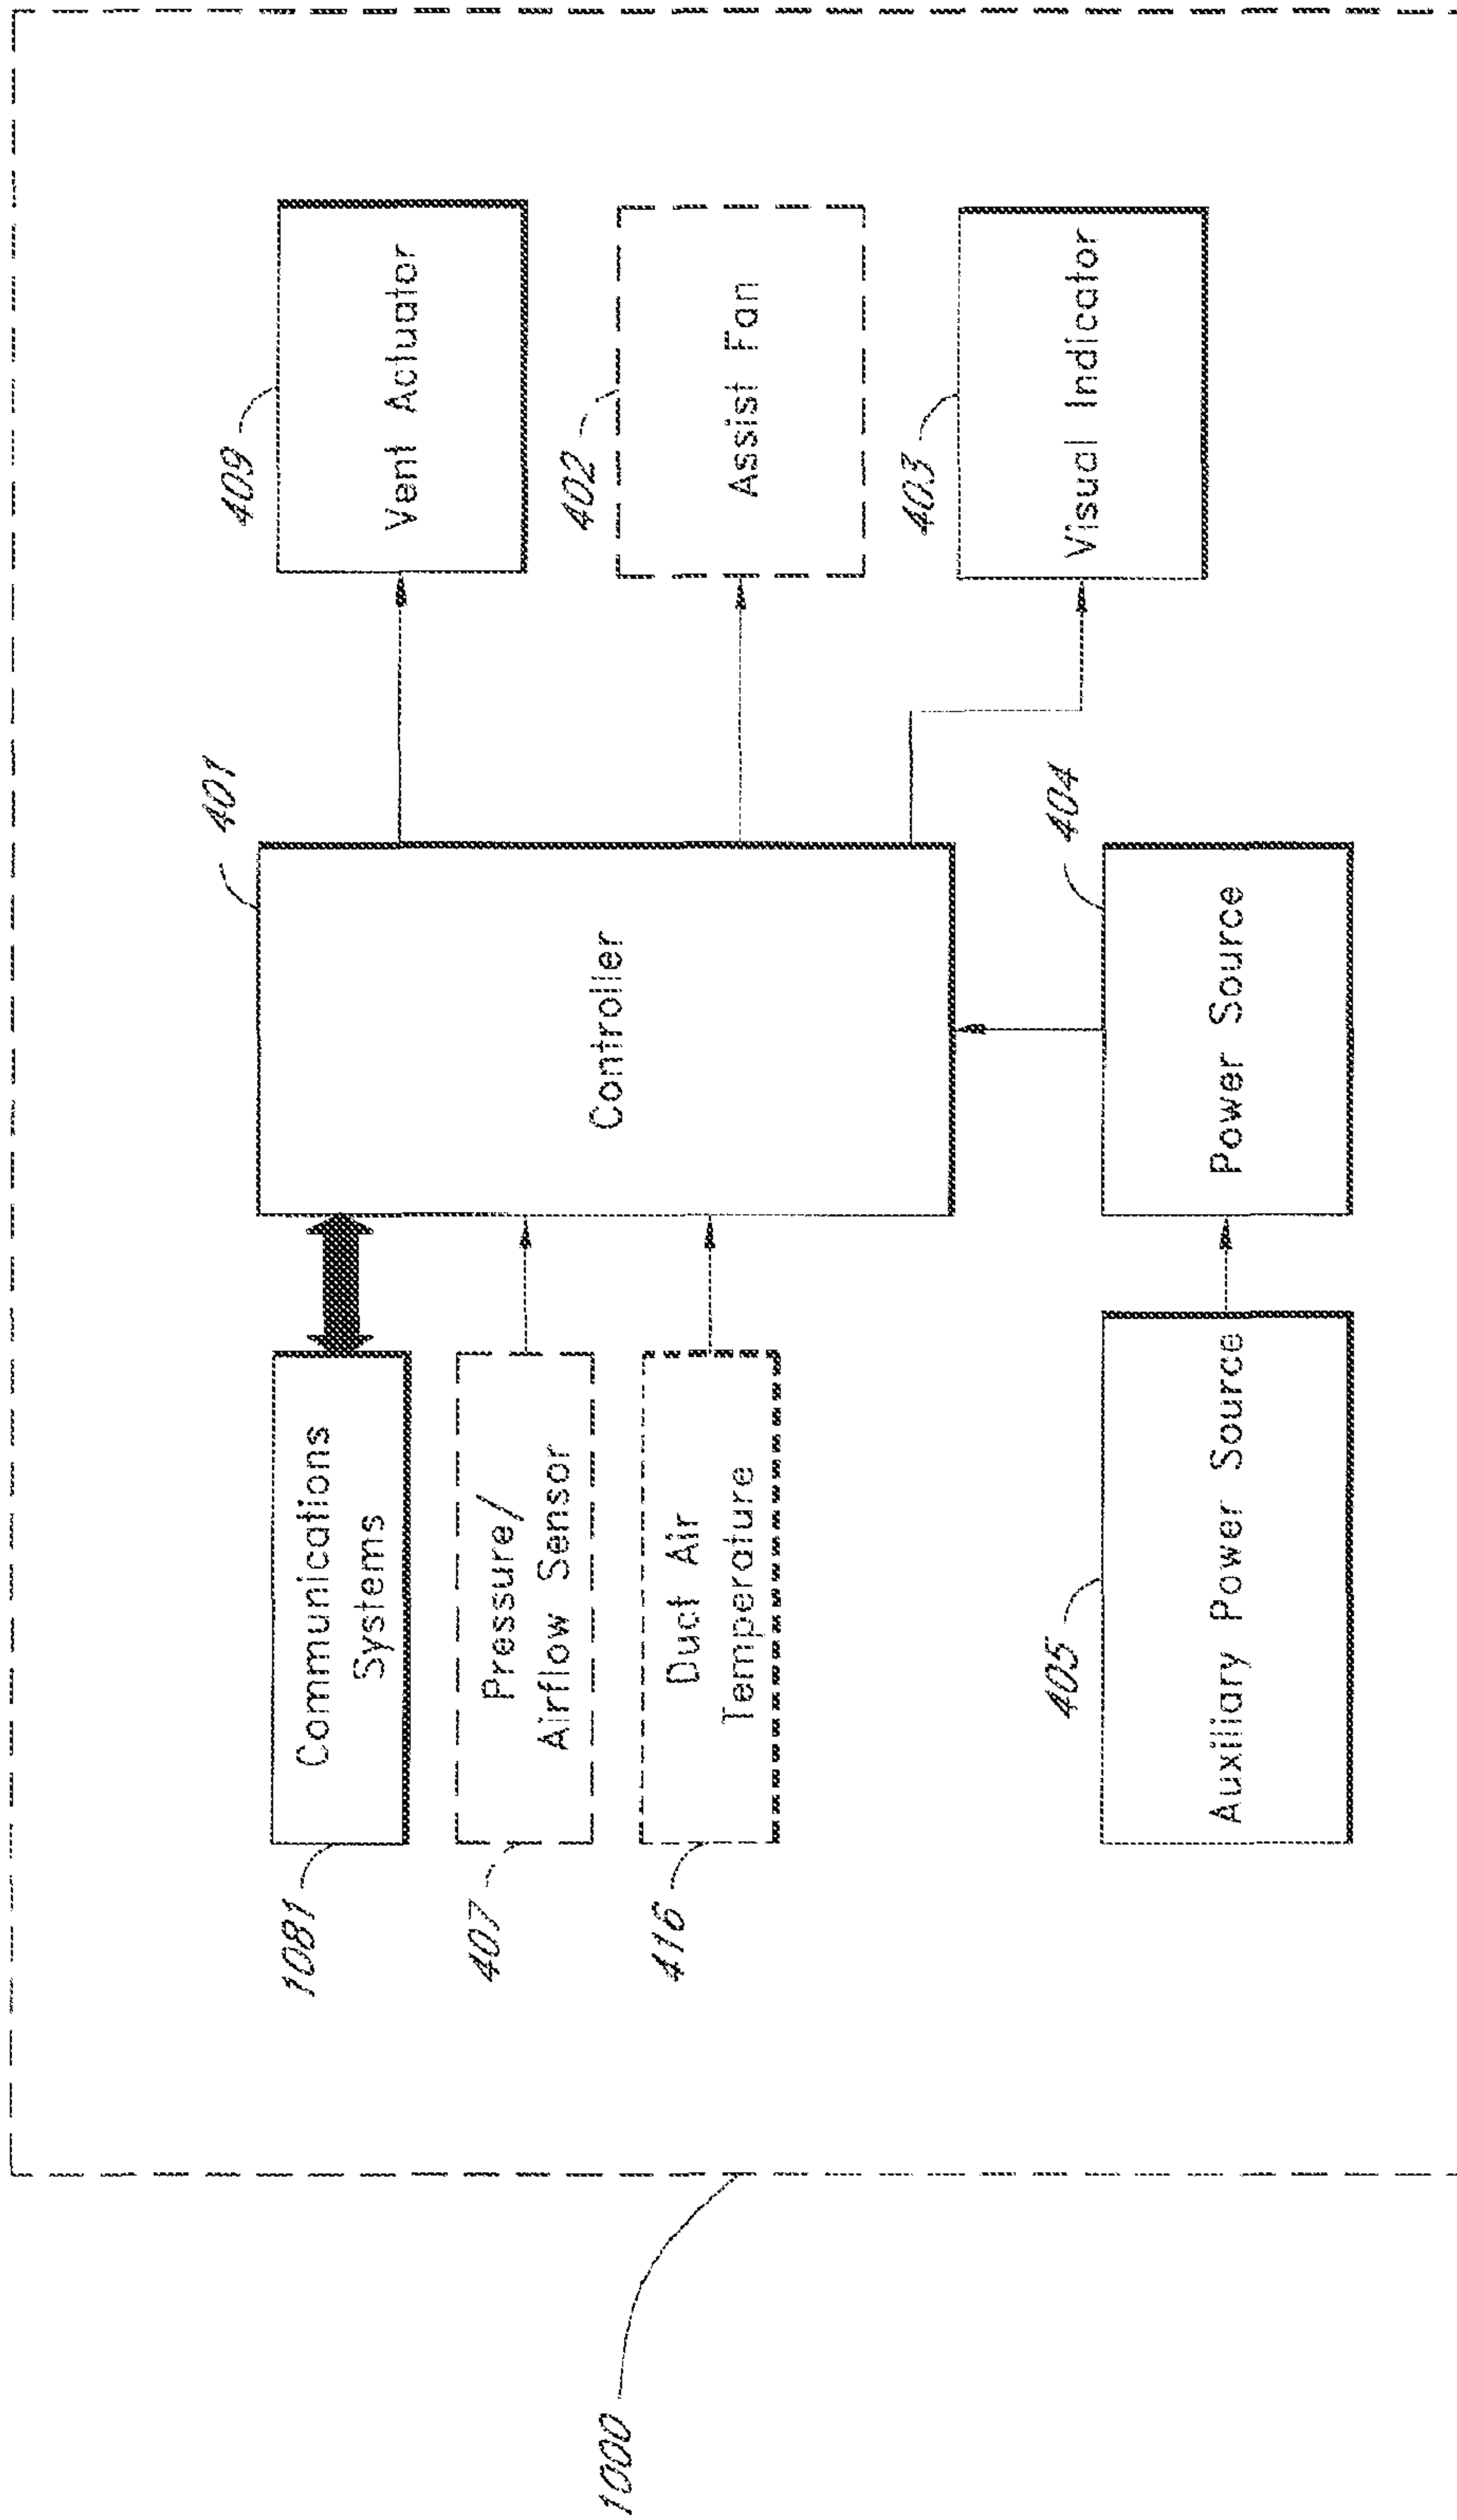 1000
1081
Communications
Systems
407
Pressure/
Airflow Sensor
416
Duct Air
Temperature
405
Auxiliary Power Source
401
Controller
404
Power Source
409
Vent Actuator
402
Assist Fan
403
Visual Indicator